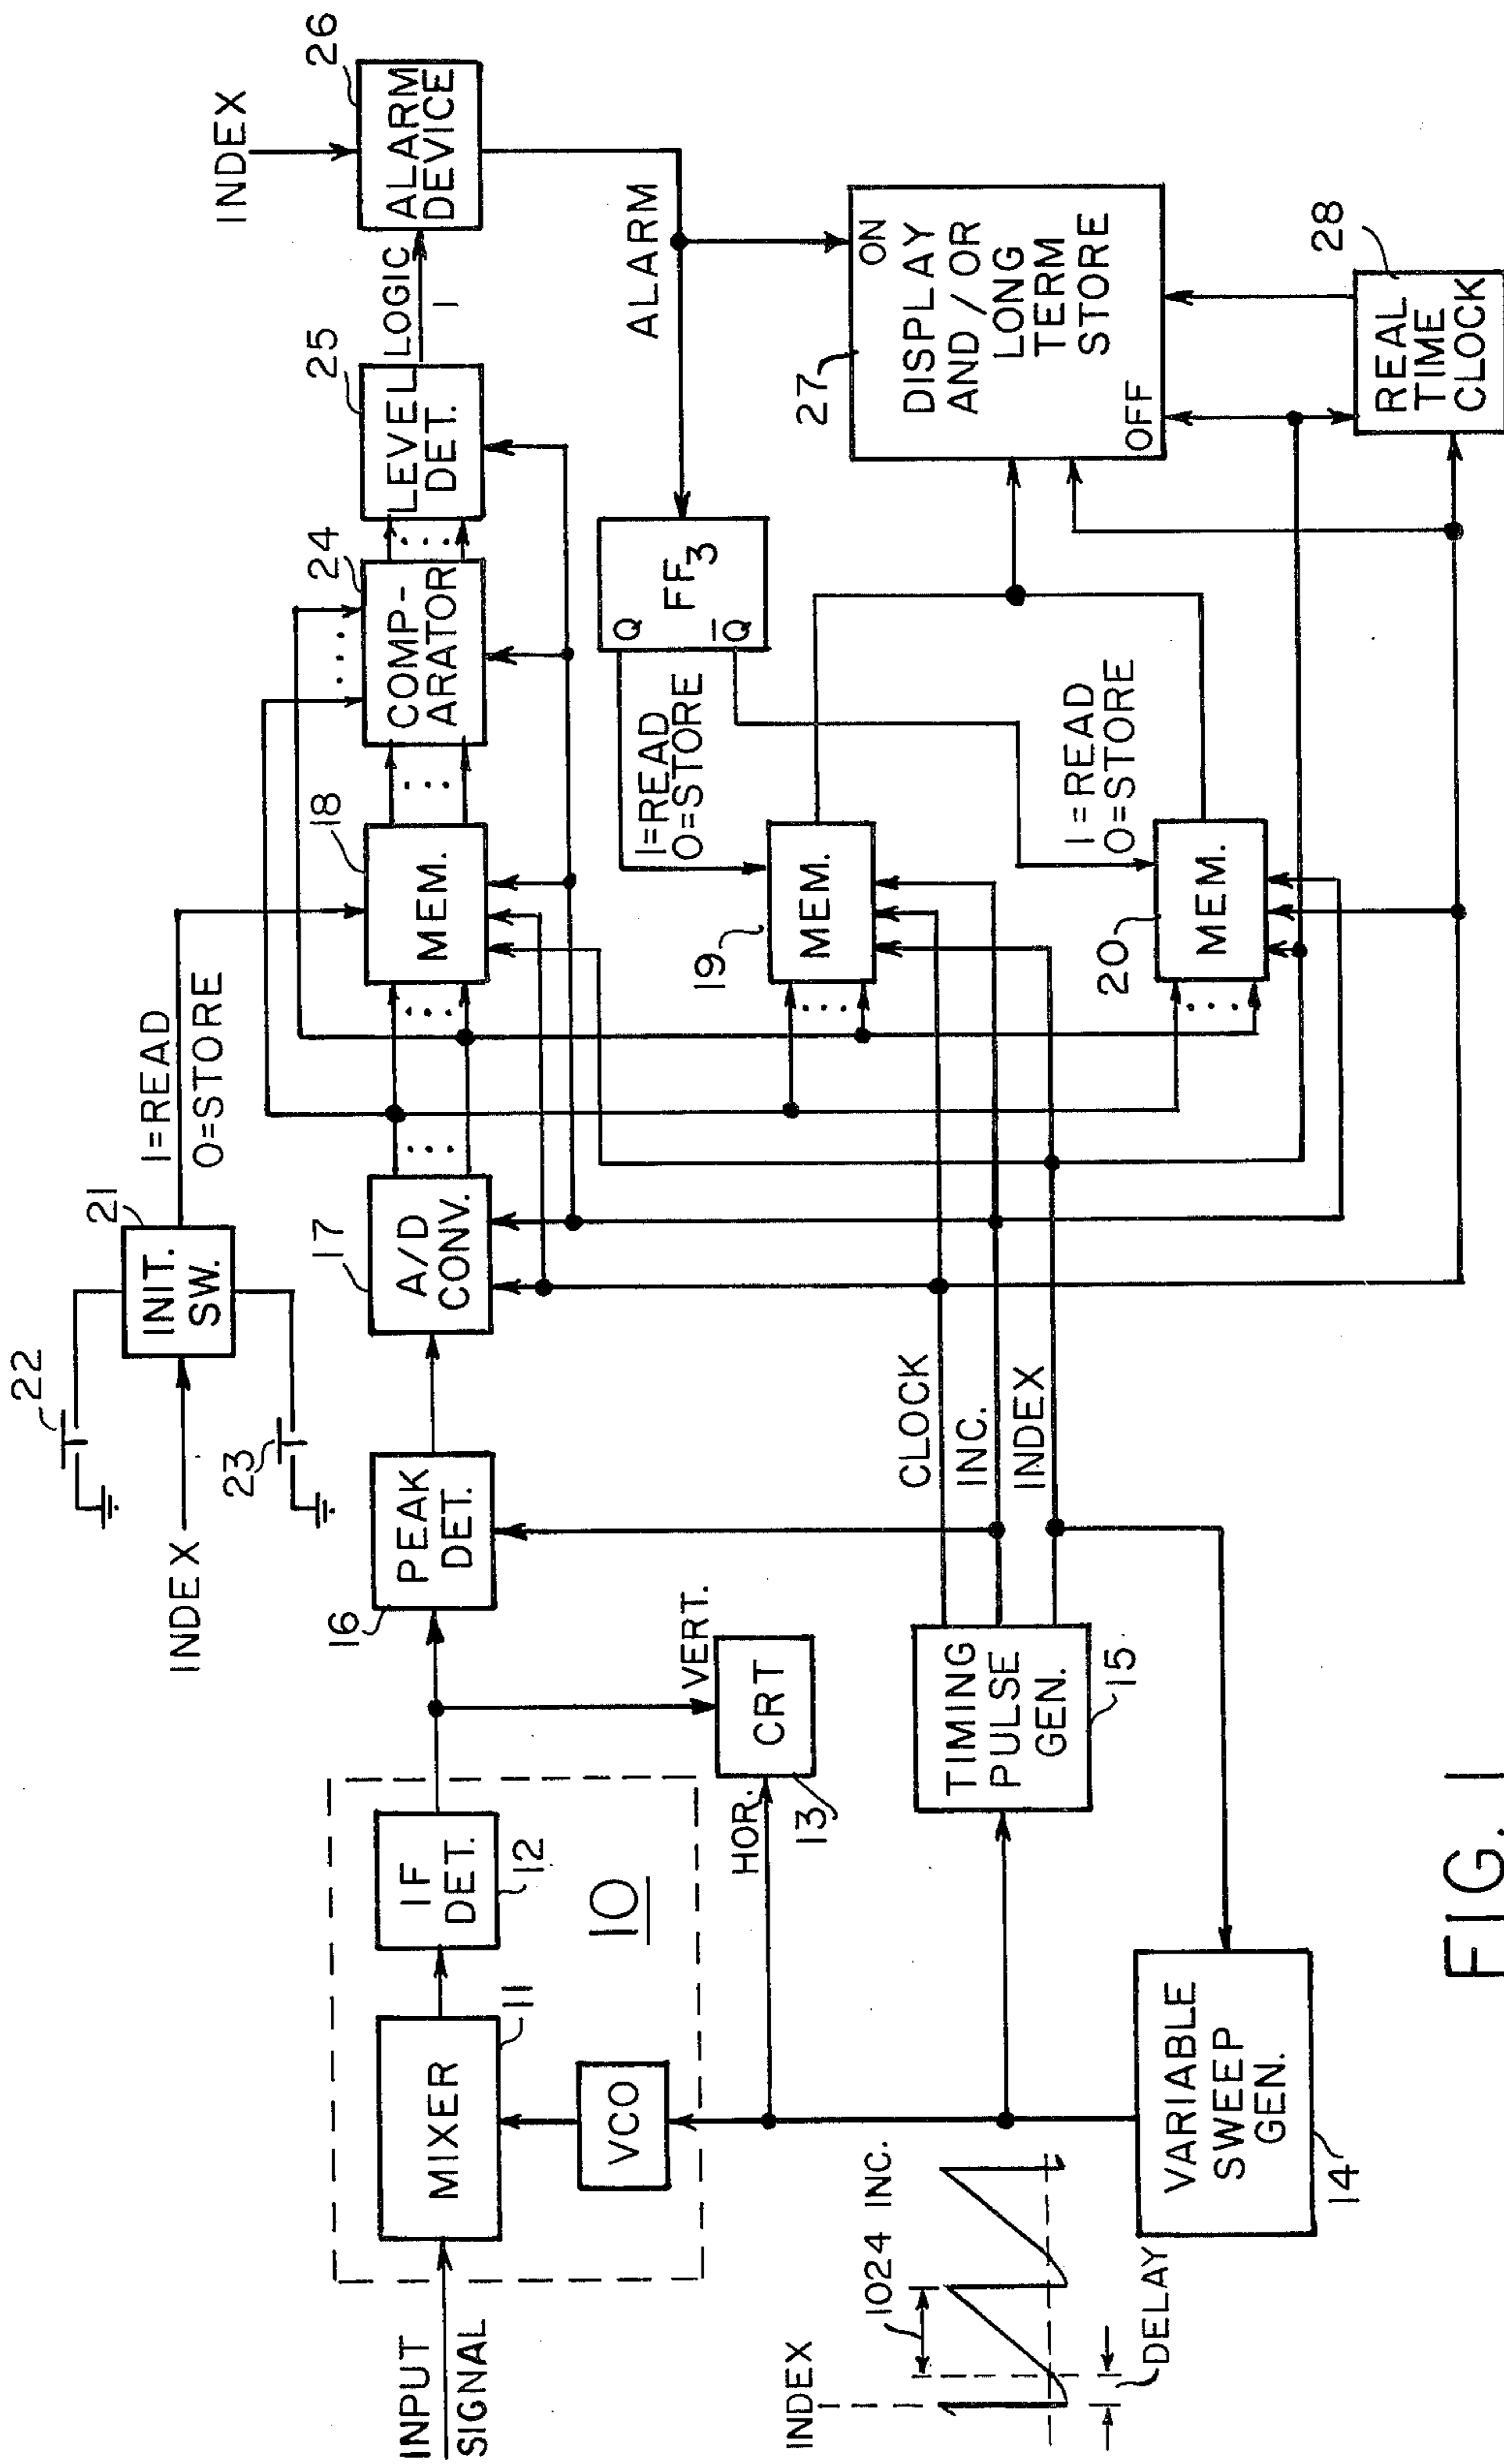 INDEX
26
ALARM
DEVICE
LOGIC
1
25
LEVEL
DET.
24
COMP-
ARATOR
18
MEM.
1=READ
0=STORE
21
INIT.
SW.
22
23
INDEX
17
A/D
CONV.
16
PEAK
DET.
IF
DET.
12
10
MIXER
11
VCO
INPUT
SIGNAL
VERT.
HOR.
CRT
13
ALARM
FF3
Q
Q̅
1=READ
0=STORE
19
MEM.
1=READ
0=STORE
20
MEM.
27
ON
DISPLAY
AND/OR
LONG
TERM
STORE
OFF
28
REAL
TIME
CLOCK
CLOCK
INC.
INDEX
TIMING
PULSE
GEN.
15
VARIABLE
SWEEP
GEN.
14
INDEX
1024 INC.
DELAY
FIG. 1